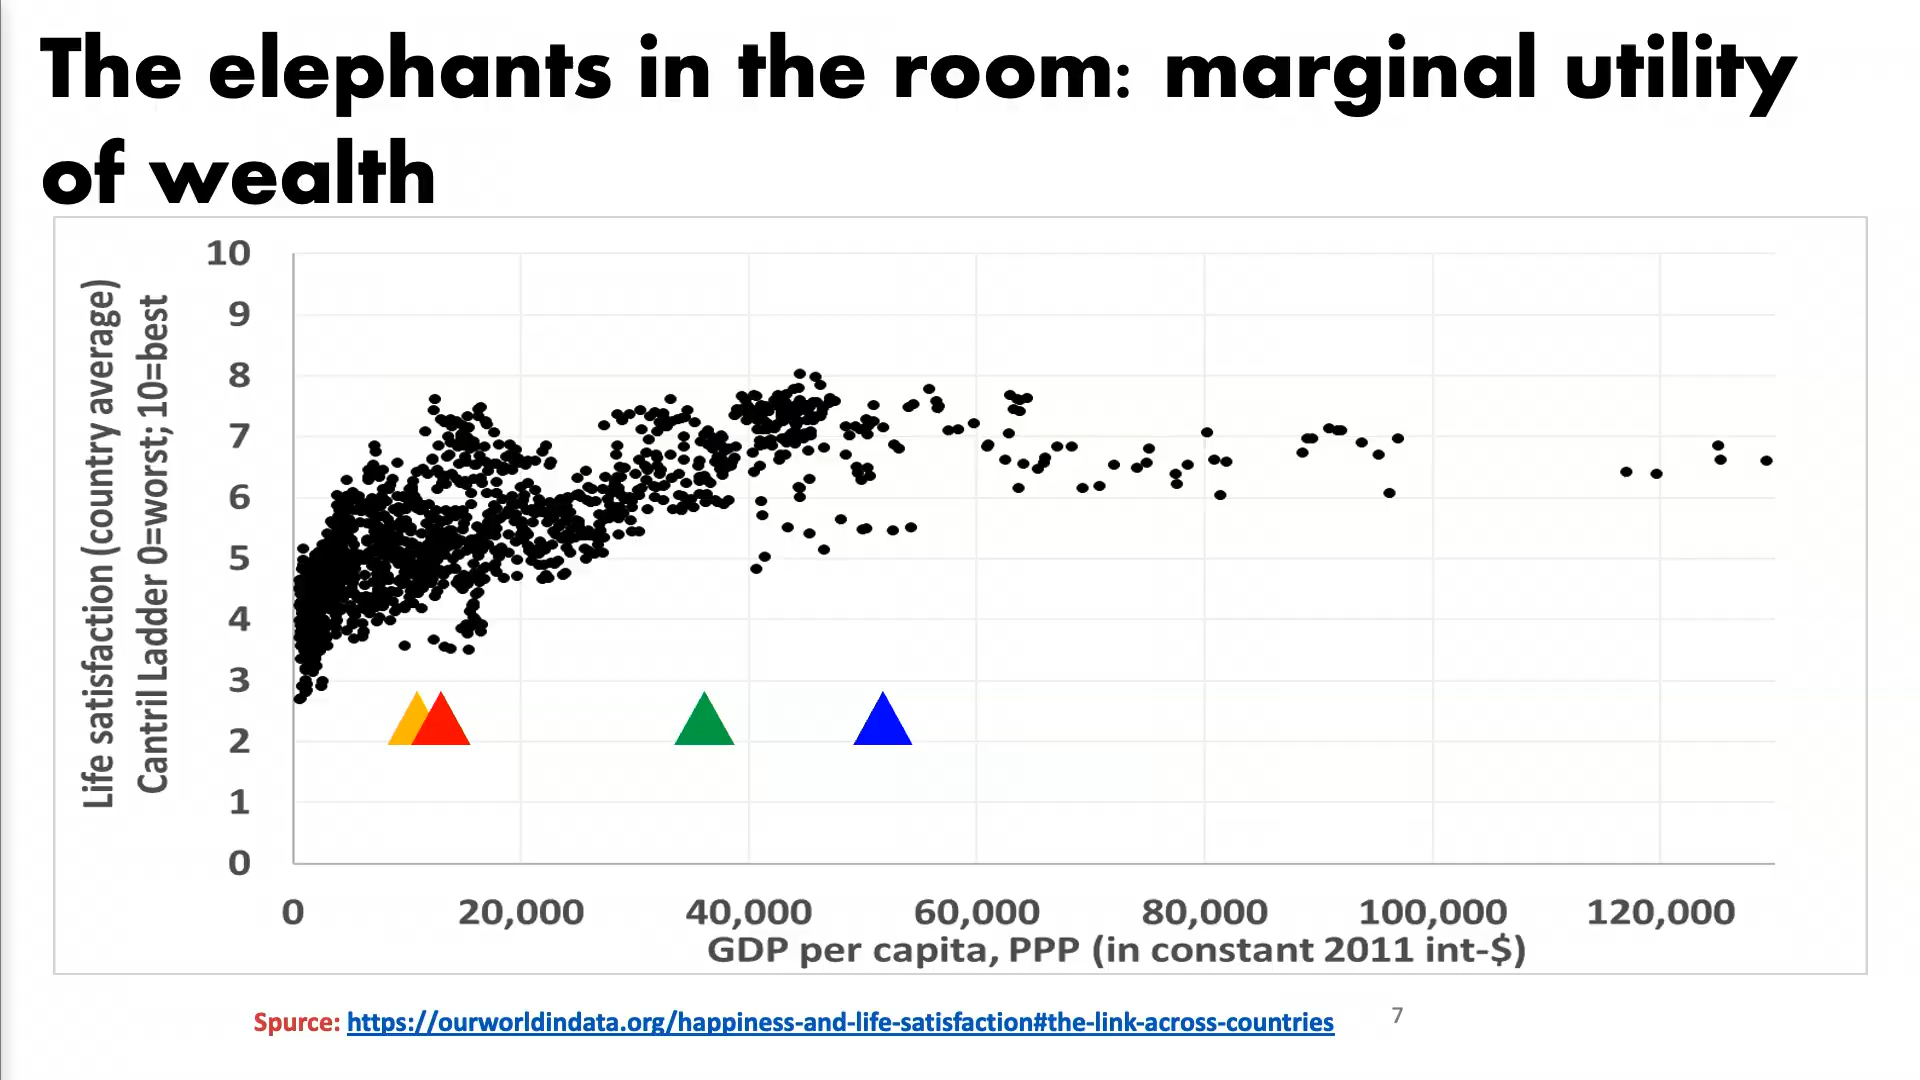 The elephants in the room: marginal utility
of wealth
Life satisfaction (country average)
Cantril Ladder 0=worst; 10=best
10
9
8
7
6
5
4
3
2
1
0
0 20,000 40,000 60,000 80,000 100,000 120,000
GDP per capita, PPP (in constant 2011 int-$)
Spurce: https://ourworldindata.org/happiness-and-life-satisfaction#the-link-across-countries
7